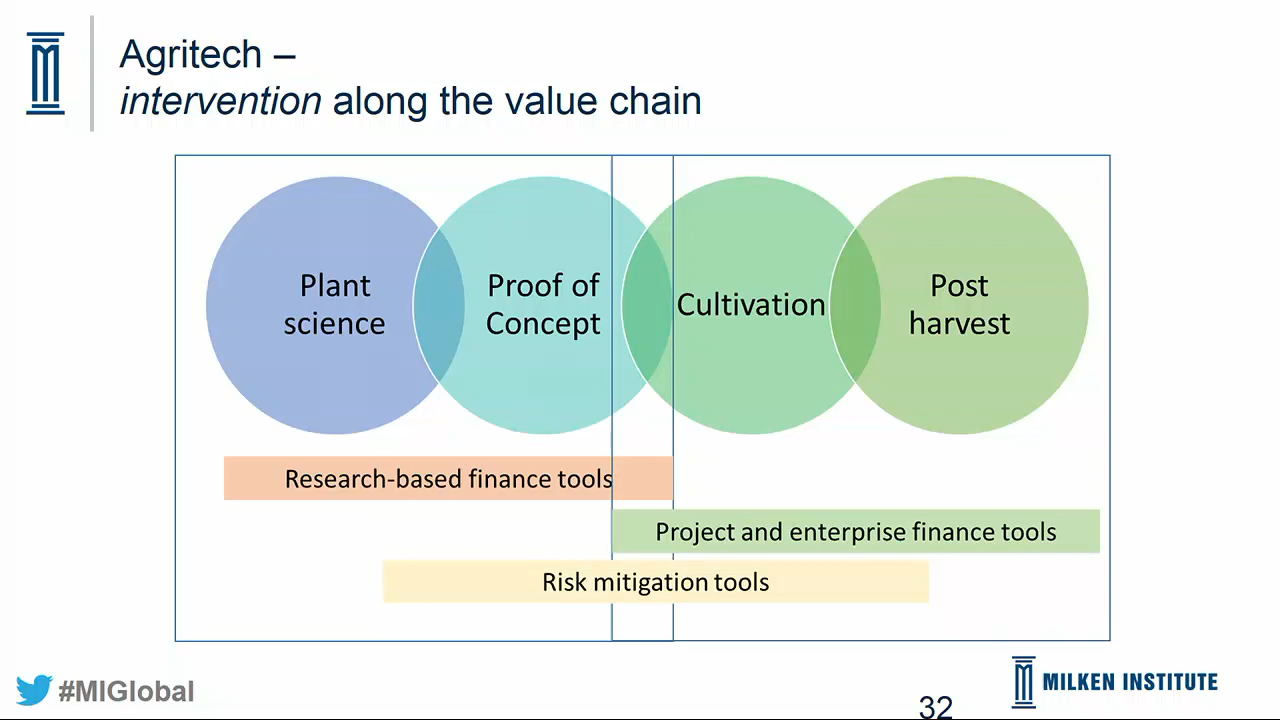 Agritech –
intervention along the value chain
Plant
science
Proof of
Concept
Cultivation
Post
harvest
Research-based finance tools
Project and enterprise finance tools
Risk mitigation tools
#MIGlobal
32
MILKEN INSTITUTE